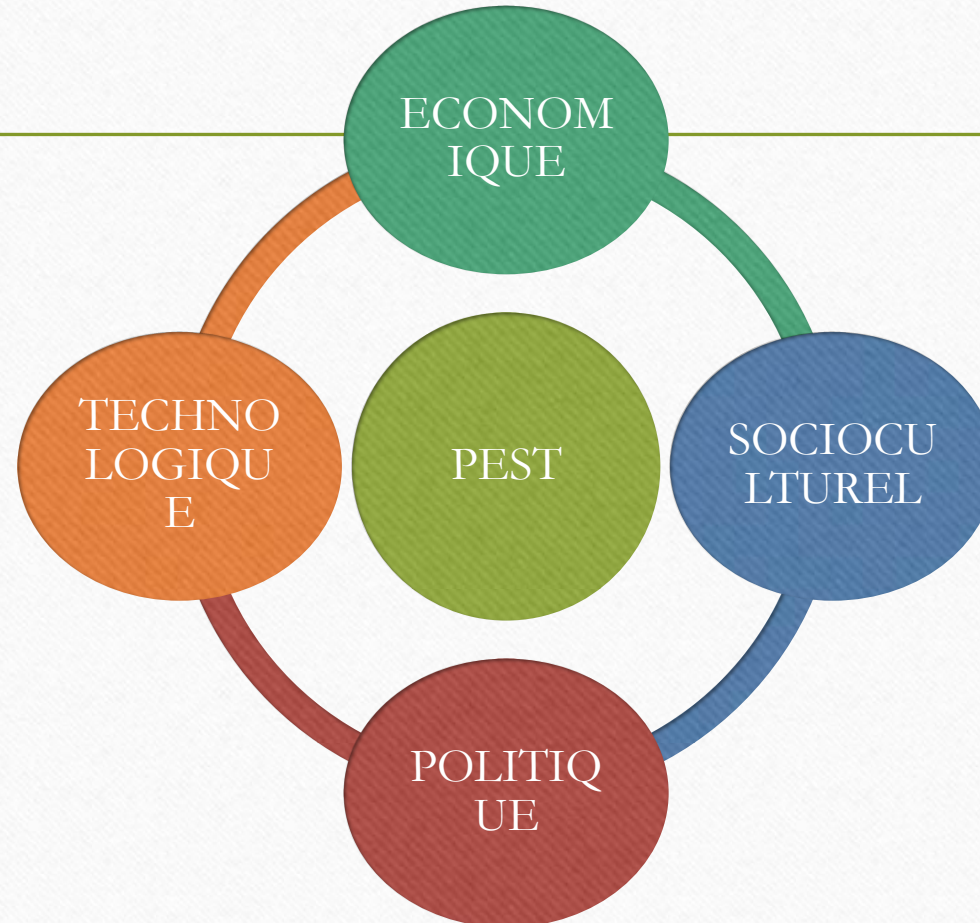 ECONOM
IQUE
TECHNO
LOGIQU
E
PEST
SOCIOCU
LTUREL
POLITIQ
UE